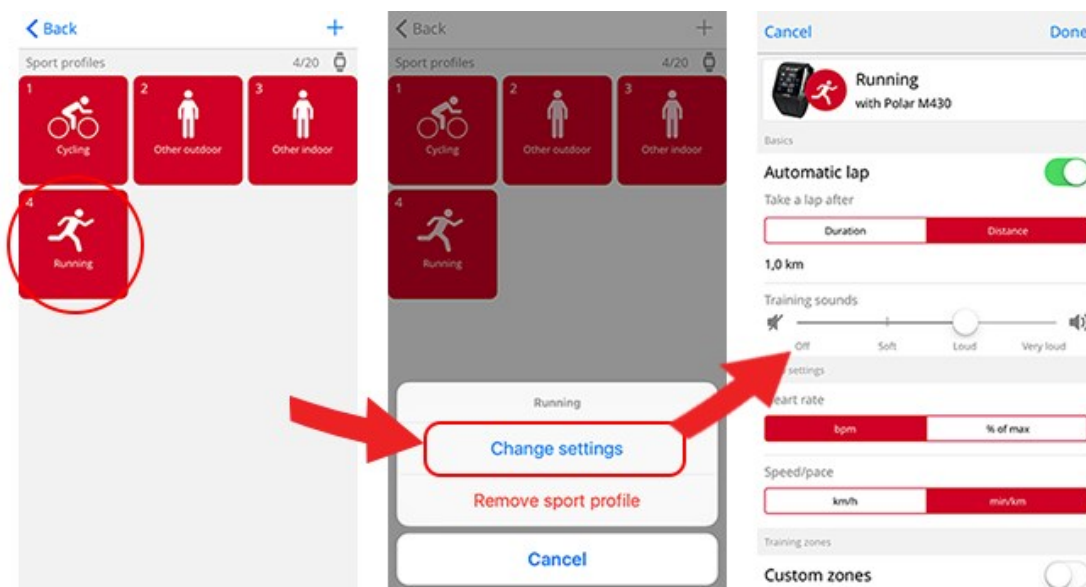 Back
Sport profiles 4/20
1 2 3
Cycling Other outdoor Other indoor
4
Running
Back
Sport profiles 4/20
1 2 3
Cycling Other outdoor Other indoor
4
Running
Running
Change settings
Remove sport profile
Cancel
Cancel Done
Running
with Polar M430
Basics
Automatic lap
Take a lap after
Duration Distance
1,0 km
Training sounds
Off Soft Loud Very loud
settings
eart rate
bpm % of max
Speed/pace
km/h min/km
Training zones
Custom zones